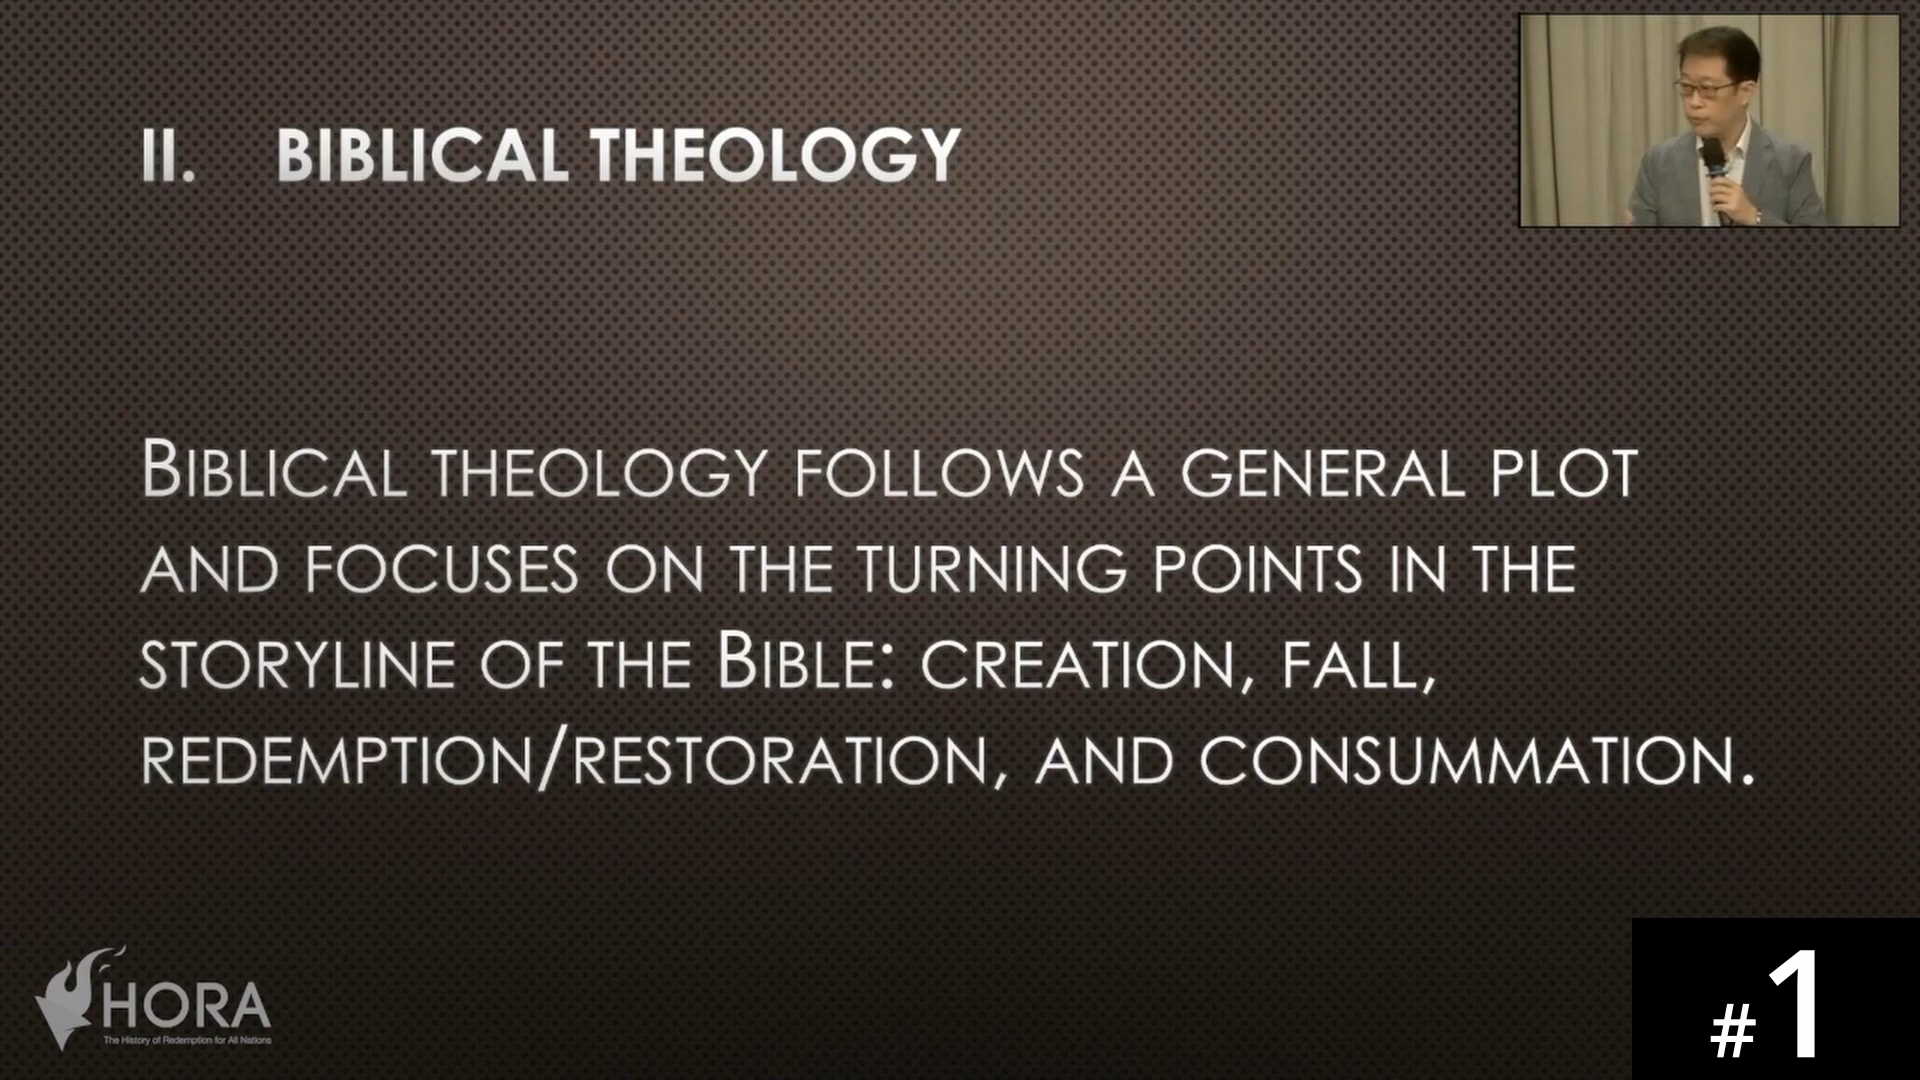 II. BIBLICAL THEOLOGY
BIBLICAL THEOLOGY FOLLOWS A GENERAL PLOT
AND FOCUSES ON THE TURNING POINTS IN THE
STORYLINE OF THE BIBLE: CREATION, FALL,
REDEMPTION/RESTORATION, AND CONSUMMATION.
HORA
The History of Redemption for All Nations
#1